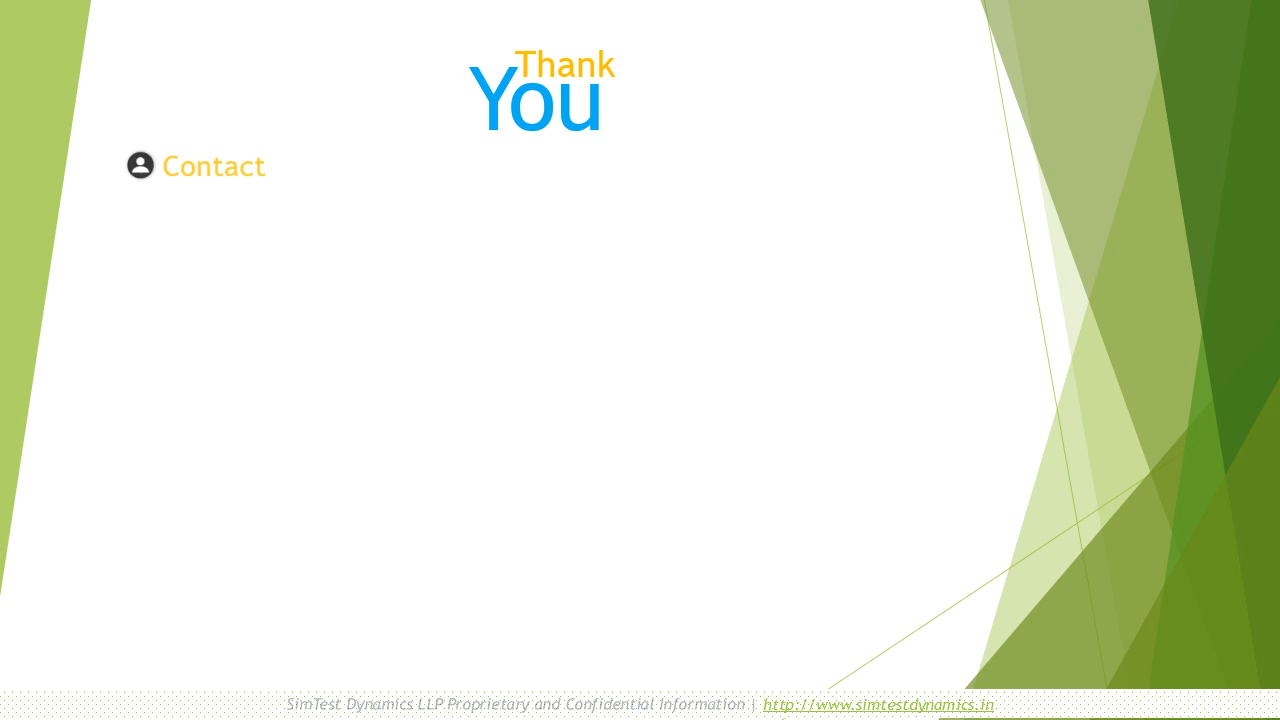 Thank
You
Contact
SimTest Dynamics LLP Proprietary and Confidential Information | http://www.simtestdynamics.in